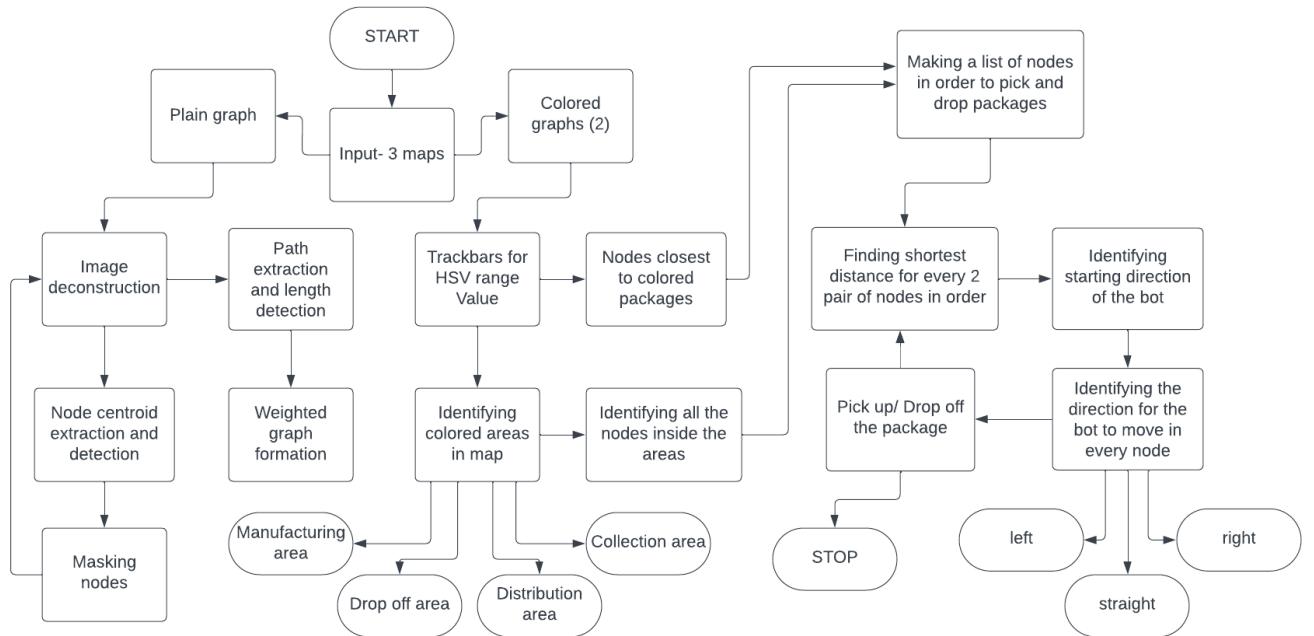 START
Plain graph
Input- 3 maps
Colored
graphs (2)
Making a list of nodes
in order to pick and
drop packages
Image
deconstruction
Path
extraction
and length
detection
Trackbars for
HSV range
Value
Nodes closest
to colored
packages
Finding shortest
distance for every 2
pair of nodes in order
Identifying
starting direction
of the bot
Node centroid
extraction and
detection
Weighted
graph
formation
Identifying
colored areas
in map
Identifying all the
nodes inside the
areas
Pick up/ Drop off
the package
Identifying the
direction for the
bot to move in
every node
Masking
nodes
Manufacturing
area
Drop off area
Distribution
area
Collection area
STOP
left
straight
right